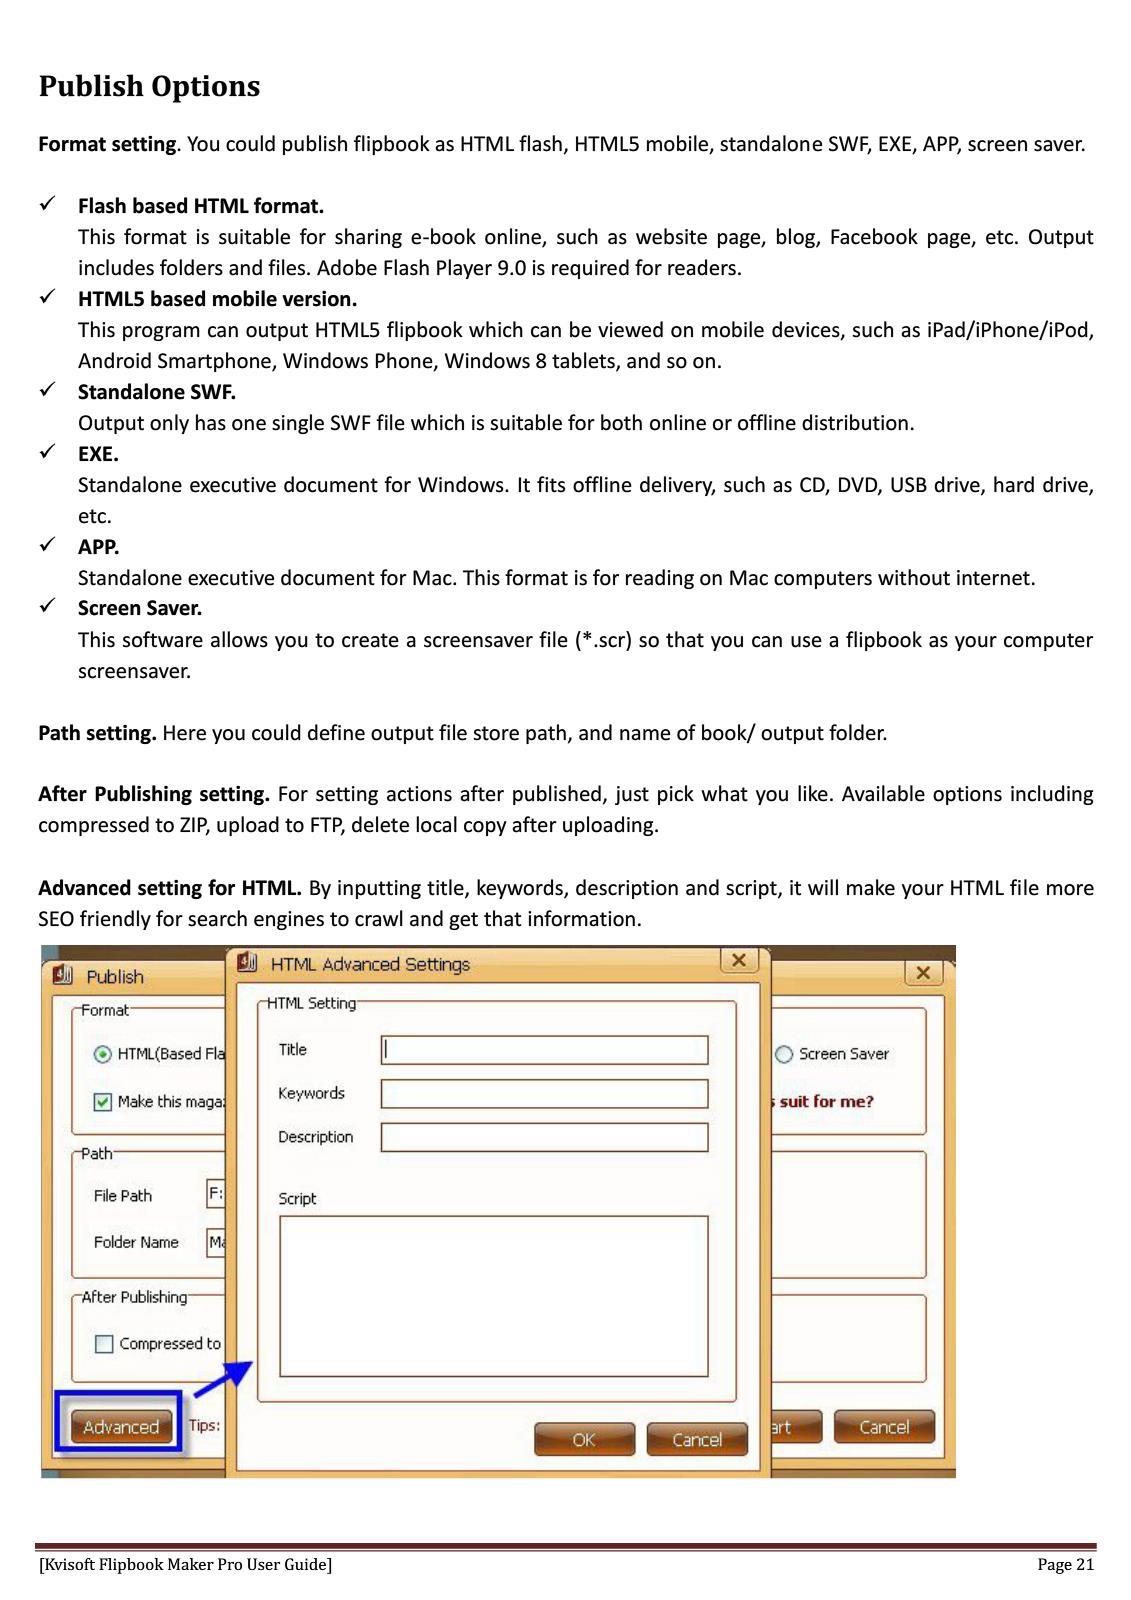 Publish Options
Format setting. You could publish flipbook as HTML flash, HTML5 mobile, standalone SWF, EXE, APP, screen saver.
✓ Flash based HTML format.
This format is suitable for sharing e-book online, such as website page, blog, Facebook page, etc. Output
includes folders and files. Adobe Flash Player 9.0 is required for readers.
✓ HTML5 based mobile version.
This program can output HTML5 flipbook which can be viewed on mobile devices, such as iPad/iPhone/iPod,
Android Smartphone, Windows Phone, Windows 8 tablets, and so on.
✓ Standalone SWF.
Output only has one single SWF file which is suitable for both online or offline distribution.
✓ EXE.
Standalone executive document for Windows. It fits offline delivery, such as CD, DVD, USB drive, hard drive,
etc.
✓ APP.
Standalone executive document for Mac. This format is for reading on Mac computers without internet.
✓ Screen Saver.
This software allows you to create a screensaver file (*.scr) so that you can use a flipbook as your computer
screensaver.
Path setting. Here you could define output file store path, and name of book/ output folder.
After Publishing setting. For setting actions after published, just pick what you like. Available options including
compressed to ZIP, upload to FTP, delete local copy after uploading.
Advanced setting for HTML. By inputting title, keywords, description and script, it will make your HTML file more
SEO friendly for search engines to crawl and get that information.
Publish
HTML Advanced Settings
Format
HTML Setting
HTML(Based Fla
Title
Screen Saver
Make this maga
Keywords
suit for me?
Description
Path
File Path F:
Script
Folder Name Ma
After Publishing
Compressed to
Advanced Tips:
OK Cancel
art Cancel
[Kvisoft Flipbook Maker Pro User Guide] Page 21